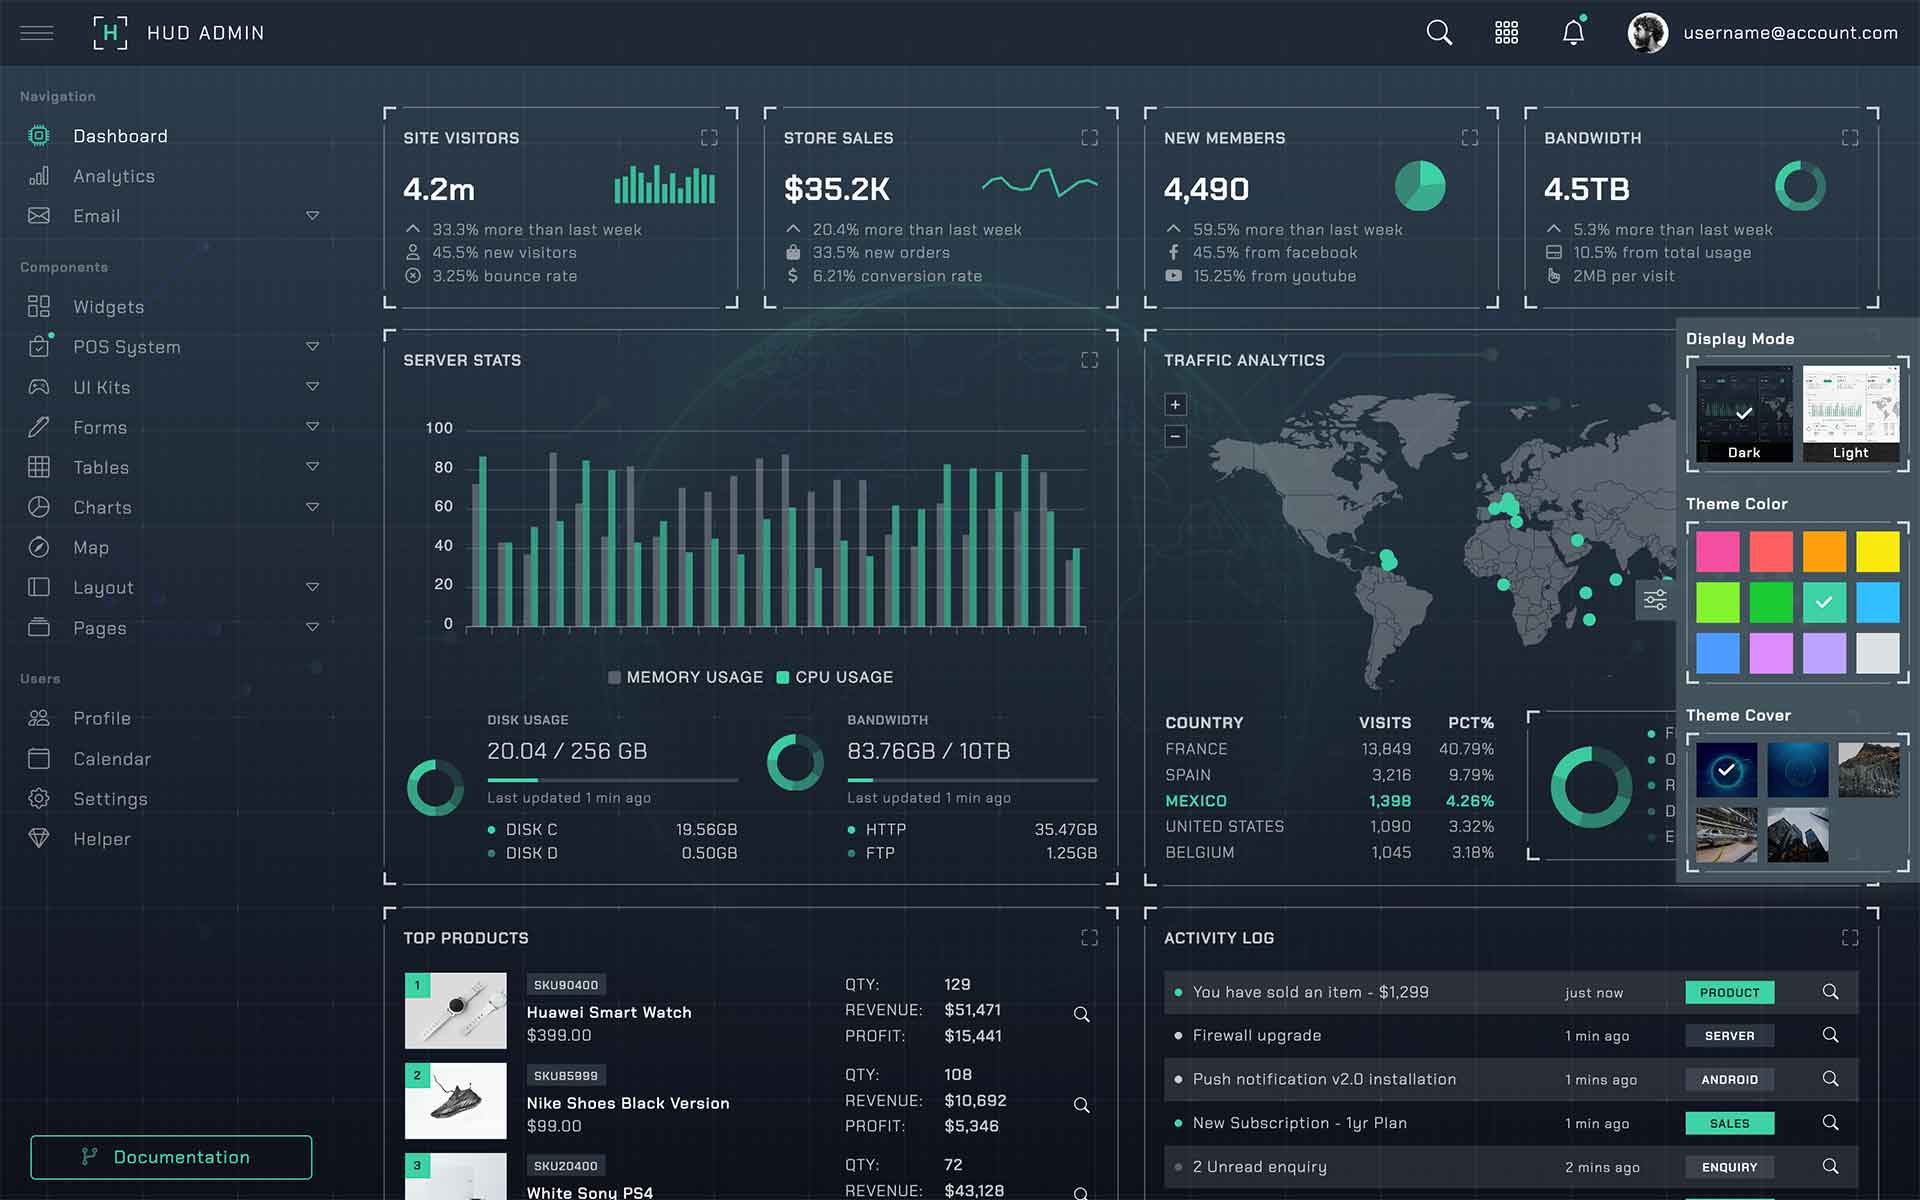 H HUD ADMIN
username@account.com
Navigation
Dashboard
Analytics
Email
Components
Widgets
POS System
UI Kits
Forms
Tables
Charts
Map
Layout
Pages
Users
Profile
Calendar
Settings
Helper
Documentation
SITE VISITORS
4.2m
33.3% more than last week
45.5% new visitors
3.25% bounce rate
STORE SALES
$35.2K
20.4% more than last week
33.5% new orders
$ 6.21% conversion rate
NEW MEMBERS
4,490
59.5% more than last week
45.5% from facebook
15.25% from youtube
BANDWIDTH
4.5TB
5.3% more than last week
10.5% from total usage
2MB per visit
SERVER STATS
100
80
60
40
20
0
MEMORY USAGE CPU USAGE
DISK USAGE
20.04 / 256 GB
Last updated 1 min ago
DISK C 19.56GB
DISK D 0.50GB
BANDWIDTH
83.76GB / 10TB
Last updated 1 min ago
HTTP 35.47GB
FTP 1.25GB
TRAFFIC ANALYTICS
+
−
COUNTRY VISITS PCT%
FRANCE 13,849 40.79%
SPAIN 3,216 9.79%
MEXICO 1,398 4.26%
UNITED STATES 1,090 3.32%
BELGIUM 1,045 3.18%
Display Mode
Dark Light
Theme Color
Theme Cover
TOP PRODUCTS
1 SKU90400
Huawei Smart Watch
$399.00
QTY: 129
REVENUE: $51,471
PROFIT: $15,441
2 SKU85999
Nike Shoes Black Version
$99.00
QTY: 108
REVENUE: $10,692
PROFIT: $5,346
3 SKU20400
White Sony PS4
QTY: 72
REVENUE: $43,128
ACTIVITY LOG
You have sold an item - $1,299 just now PRODUCT
Firewall upgrade 1 min ago SERVER
Push notification v2.0 installation 1 mins ago ANDROID
New Subscription - 1yr Plan 1 min ago SALES
2 Unread enquiry 2 mins ago ENQUIRY